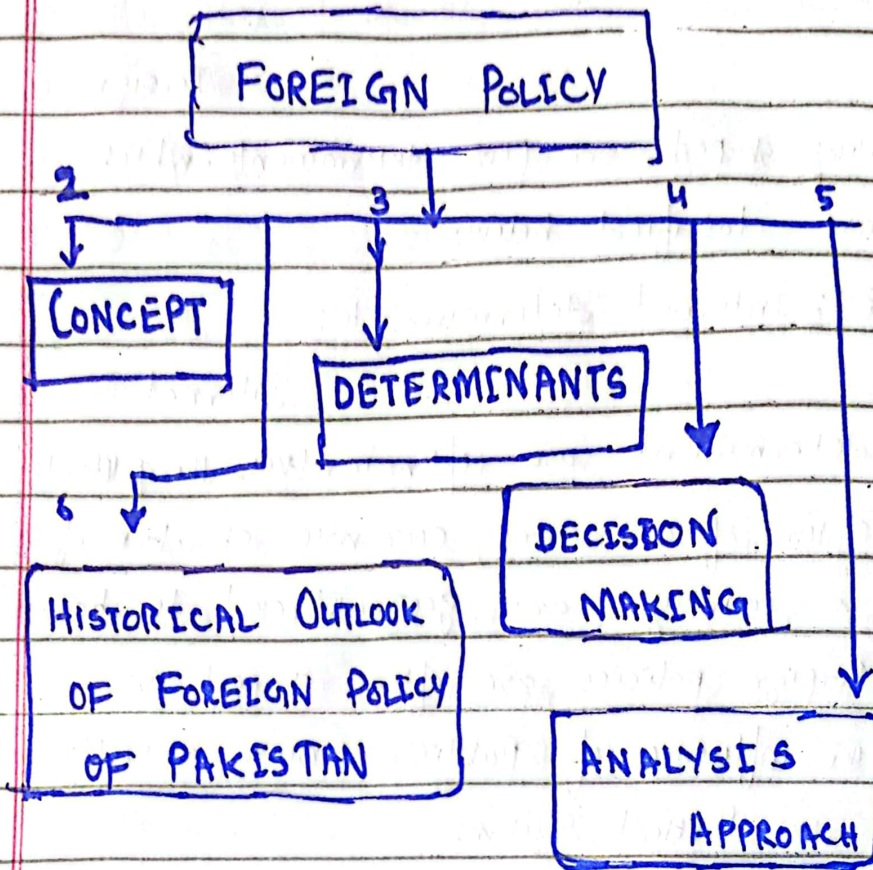 FOREIGN POLICY
2 3 4 5
CONCEPT
DETERMINANTS
6
DECISION
MAKING
HISTORICAL OUTLOOK
OF FOREIGN POLICY
OF PAKISTAN
ANALYSIS
APPROACH